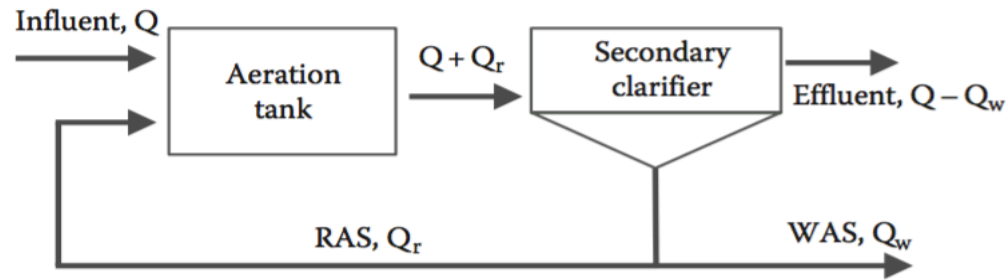 Influent, Q
Aeration
tank
Q + Qr
Secondary
clarifier
Effluent, Q – Qw
RAS, Qr
WAS, Qw